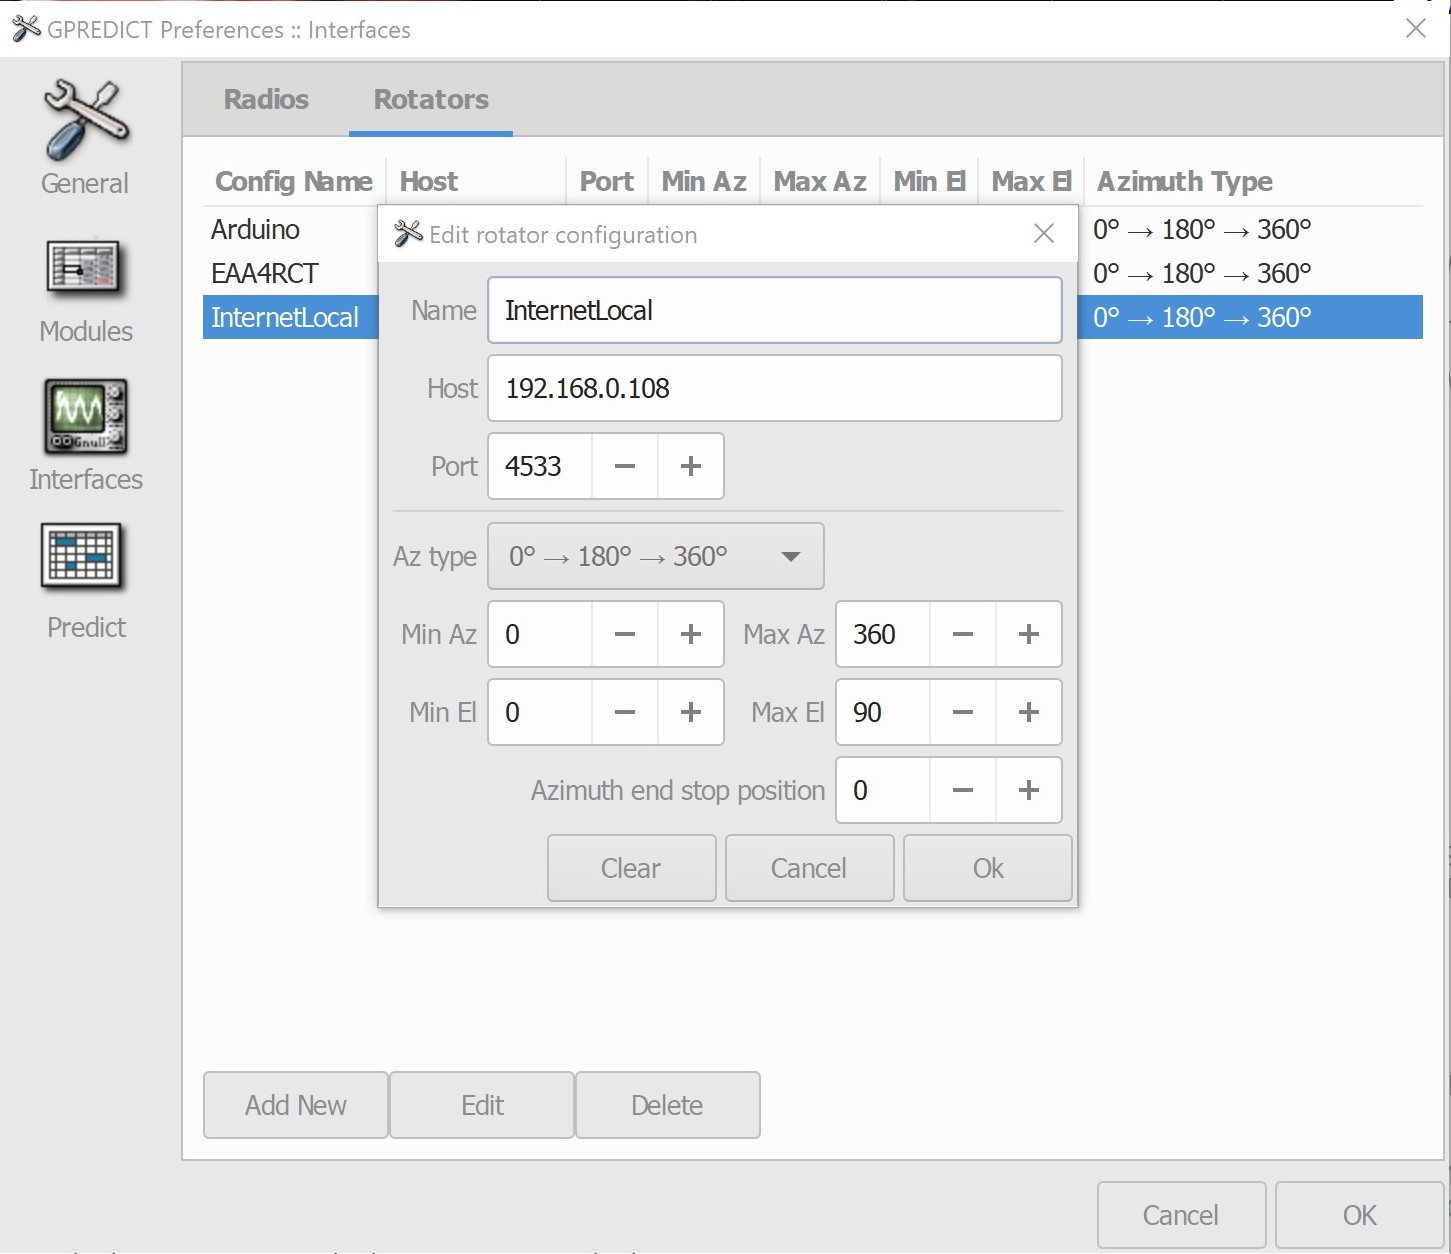 GPREDICT Preferences :: Interfaces
General
Modules
Gnull
Interfaces
Predict
Radios Rotators
Config Name Host Port Min Az Max Az Min El Max El Azimuth Type
Arduino 0° → 180° → 360°
EAA4RCT 0° → 180° → 360°
InternetLocal 0° → 180° → 360°
Edit rotator configuration
Name InternetLocal
Host 192.168.0.108
Port 4533 − +
Az type 0° → 180° → 360°
Min Az 0 − + Max Az 360 − +
Min El 0 − + Max El 90 − +
Azimuth end stop position 0 − +
Clear Cancel Ok
Add New Edit Delete
Cancel OK